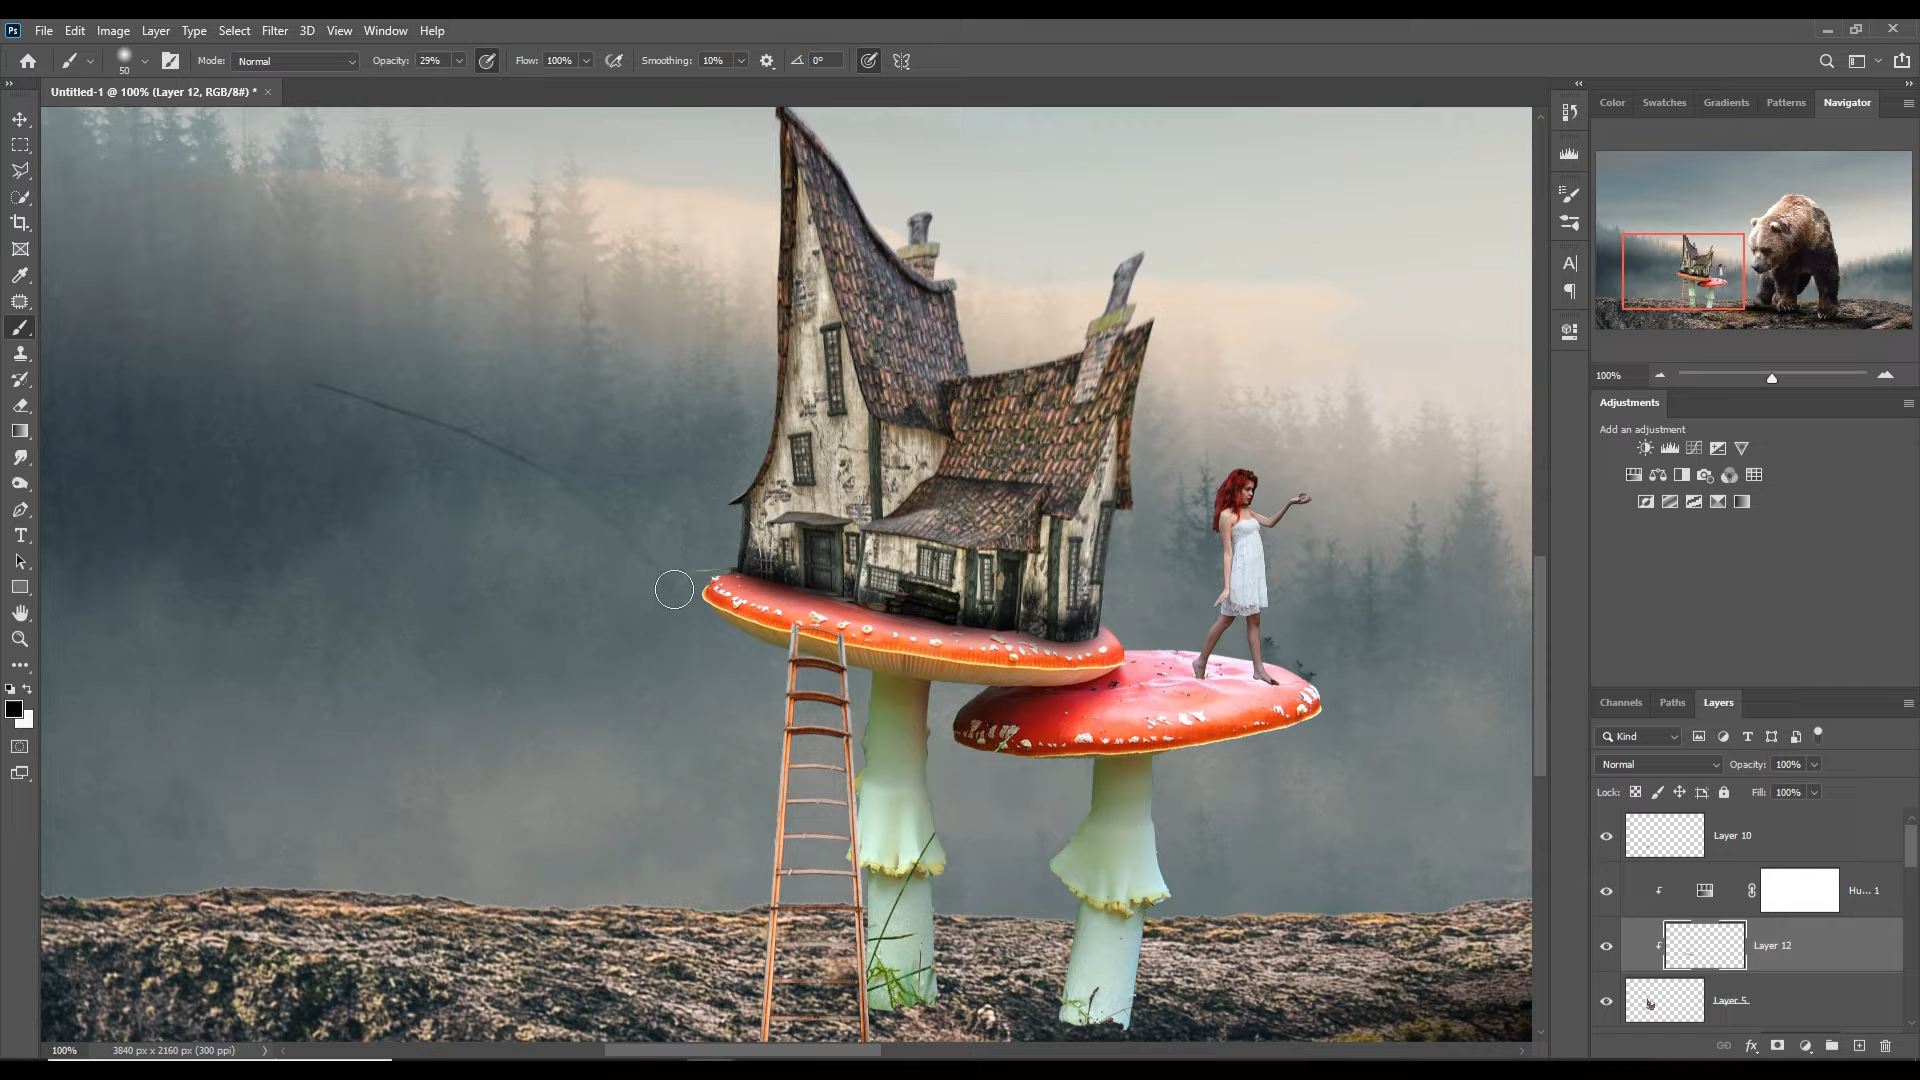 Ps File Edit Image Layer Type Select Filter 3D View Window Help
50 Mode: Normal Opacity: 29% Flow: 100% Smoothing: 10% 0°
Untitled-1 @ 100% (Layer 12, RGB/8#) *
Color Swatches Gradients Patterns Navigator
100%
Adjustments
Add an adjustment
Channels Paths Layers
Kind
Normal Opacity: 100%
Lock: Fill: 100%
Layer 10
Hu... 1
Layer 12
Layer 5
100% 3840 px x 2160 px (300 ppi)